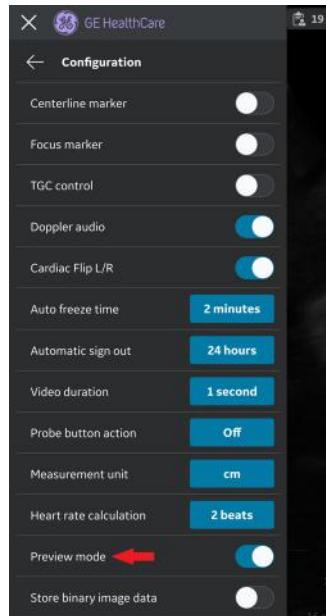 GE HealthCare
19
Configuration
Centerline marker
Focus marker
TGC control
Doppler audio
Cardiac Flip L/R
Auto freeze time 2 minutes
Automatic sign out 24 hours
Video duration 1 second
Probe button action Off
Measurement unit cm
Heart rate calculation 2 beats
Preview mode
Store binary image data